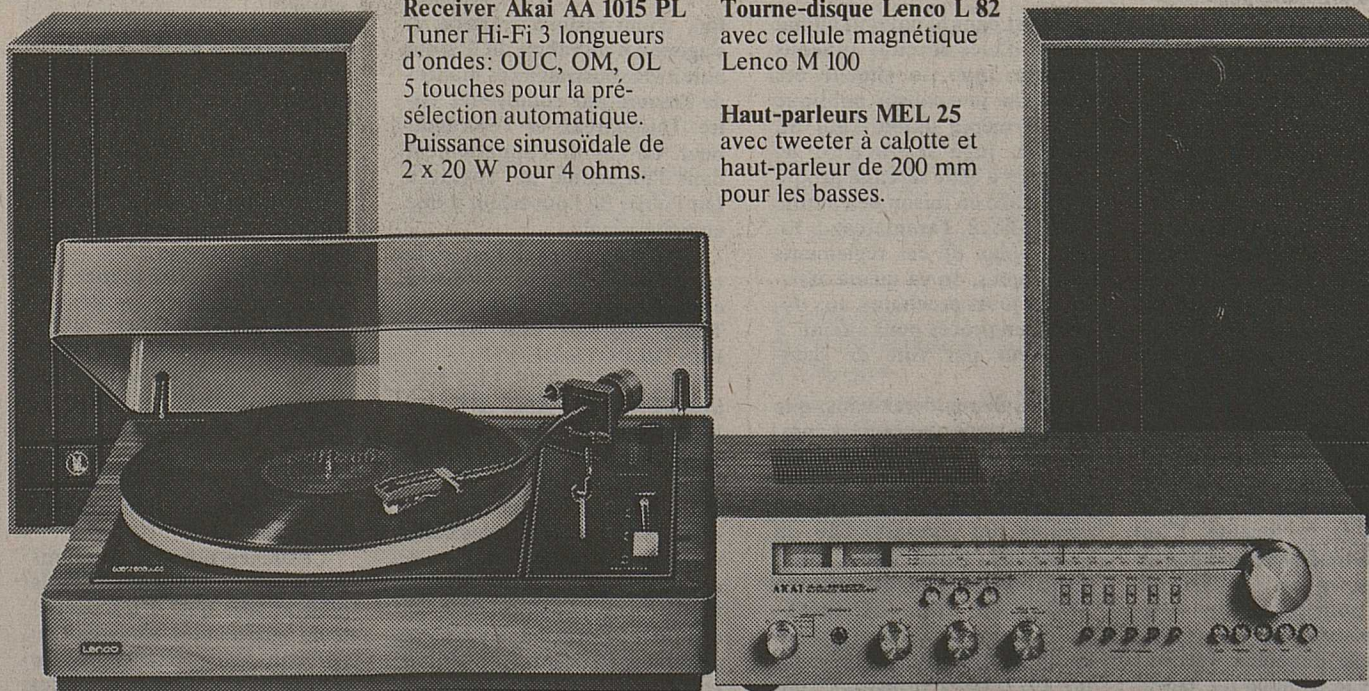 Receiver Akai AA 1015 PL
Tuner Hi-Fi 3 longueurs
d'ondes: OUC, OM, OL
5 touches pour la pré-
sélection automatique.
Puissance sinusoïdale de
2 x 20 W pour 4 ohms.
Tourne-disque Lenco L 82
avec cellule magnétique
Lenco M 100
Haut-parleurs MEL 25
avec tweeter à calotte et
haut-parleur de 200 mm
pour les basses.
Lenco
AKAI